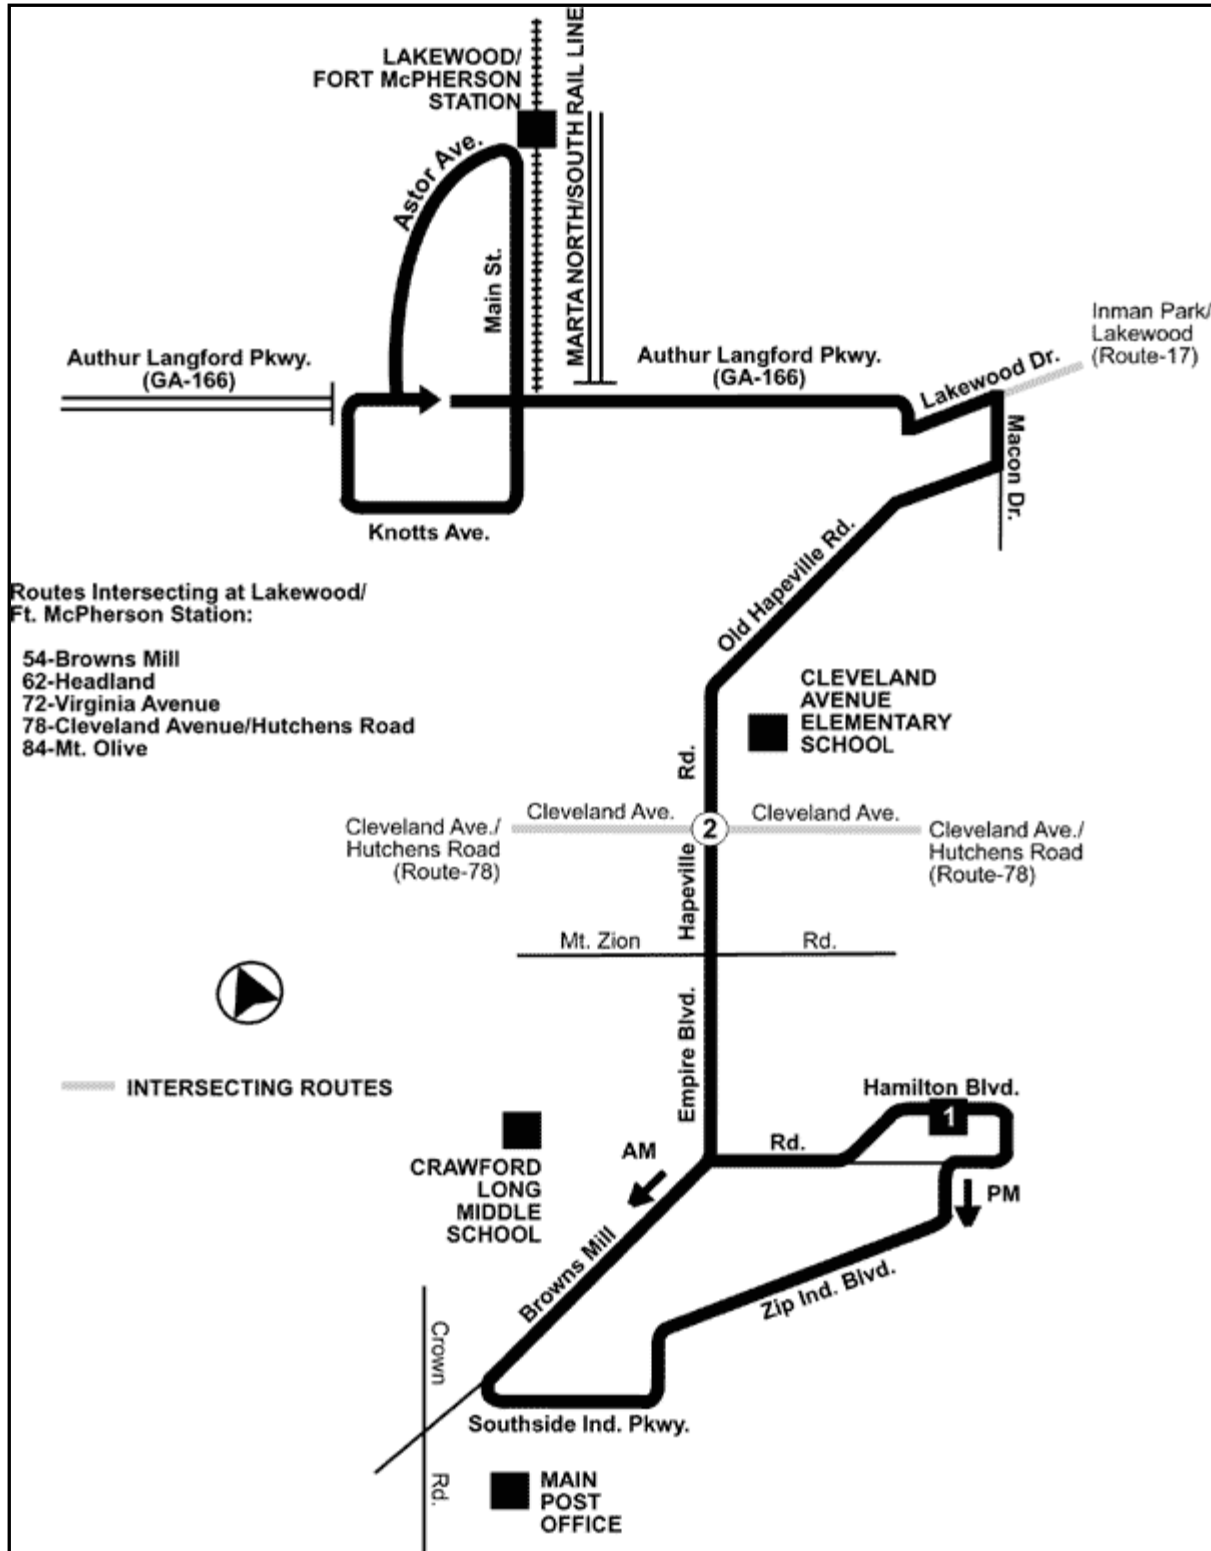 LAKEWOOD/
FORT McPHERSON
STATION
MARTA NORTH/SOUTH RAIL LINE
Astor Ave.
Main St.
Inman Park/
Lakewood
(Route-17)
Authur Langford Pkwy.
(GA-166)
Authur Langford Pkwy.
(GA-166)
Lakewood Dr.
Macon Dr.
Knotts Ave.
Old Hapeville Rd.
Routes Intersecting at Lakewood/
Ft. McPherson Station:
54-Browns Mill
62-Headland
72-Virginia Avenue
78-Cleveland Avenue/Hutchens Road
84-Mt. Olive
CLEVELAND
AVENUE
ELEMENTARY
SCHOOL
Rd.
Cleveland Ave.
Cleveland Ave.
2
Cleveland Ave./
Hutchens Road
(Route-78)
Cleveland Ave./
Hutchens Road
(Route-78)
Hapeville
Mt. Zion
Rd.
Empire Blvd.
INTERSECTING ROUTES
Hamilton Blvd.
1
Rd.
AM
PM
CRAWFORD
LONG
MIDDLE
SCHOOL
Browns Mill
Zip Ind. Blvd.
Crown
Rd.
Southside Ind. Pkwy.
MAIN
POST
OFFICE